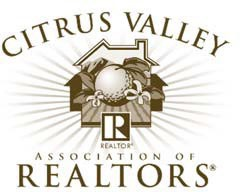 CITRUS VALLEY
R
REALTOR®
ASSOCIATION OF
REALTORS®